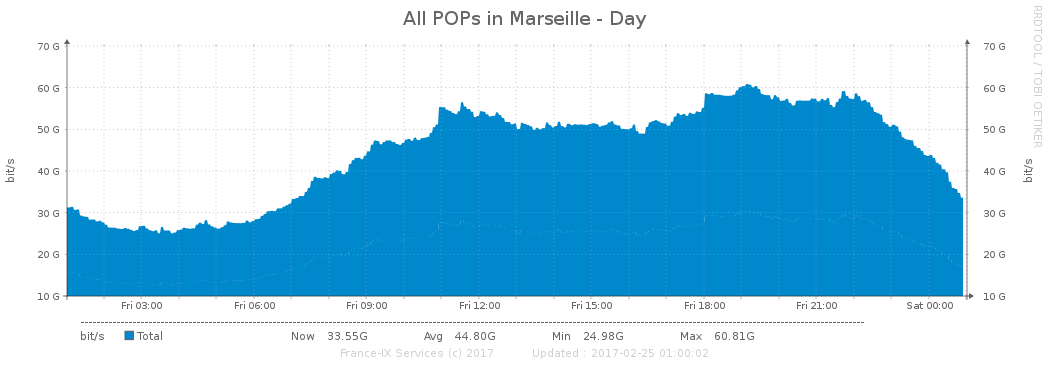 All POPs in Marseille - Day
RRDTOOL / TOBI OETIKER
bit/s
bit/s
70 G 70 G
60 G 60 G
50 G 50 G
40 G 40 G
30 G 30 G
20 G 20 G
10 G 10 G
Fri 03:00 Fri 06:00 Fri 09:00 Fri 12:00 Fri 15:00 Fri 18:00 Fri 21:00 Sat 00:00
bit/s Total Now 33.55G Avg 44.80G Min 24.98G Max 60.81G
France-IX Services (c) 2017 Updated : 2017-02-25 01:00:02